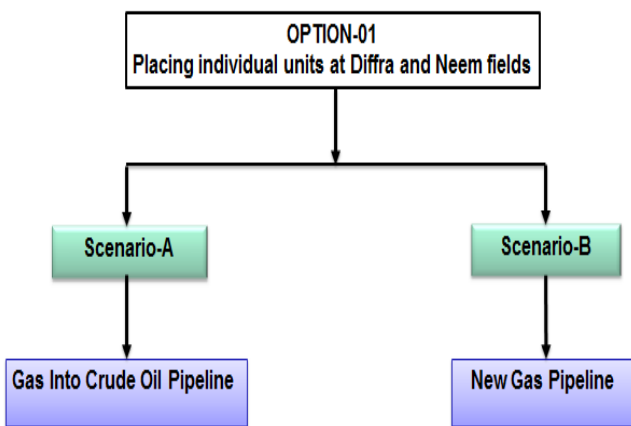 OPTION-01
Placing individual units at Diffra and Neem fields
Scenario-A
Scenario-B
Gas Into Crude Oil Pipeline
New Gas Pipeline